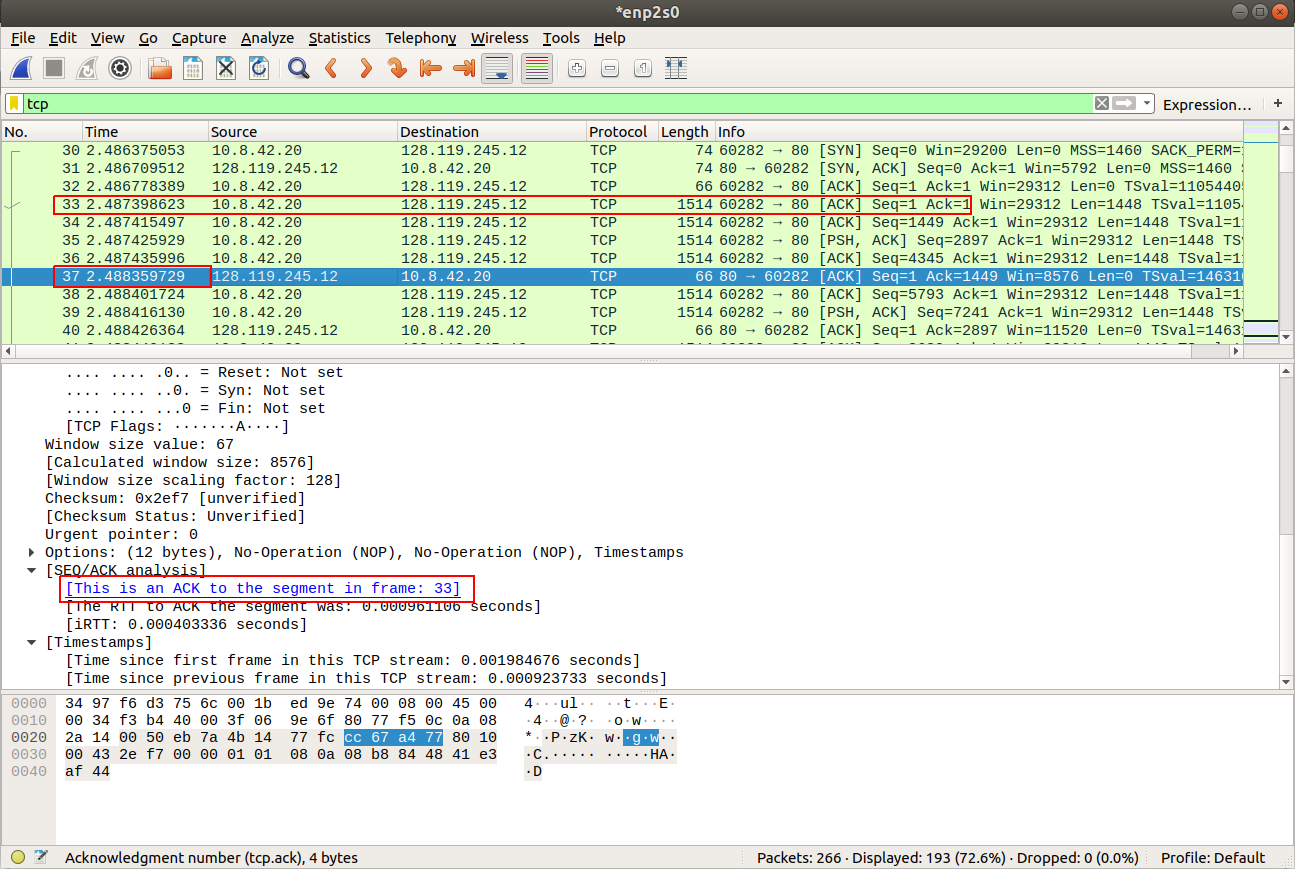 *enp2s0
File Edit View Go Capture Analyze Statistics Telephony Wireless Tools Help
tcp Expression… +
No. Time Source Destination Protocol Length Info
30 2.486375053 10.8.42.20 128.119.245.12 TCP 74 60282 → 80 [SYN] Seq=0 Win=29200 Len=0 MSS=1460 SACK_PERM=
31 2.486709512 128.119.245.12 10.8.42.20 TCP 74 80 → 60282 [SYN, ACK] Seq=0 Ack=1 Win=5792 Len=0 MSS=1460
32 2.486778389 10.8.42.20 128.119.245.12 TCP 66 60282 → 80 [ACK] Seq=1 Ack=1 Win=29312 Len=0 TSval=11054405
33 2.487398623 10.8.42.20 128.119.245.12 TCP 1514 60282 → 80 [ACK] Seq=1 Ack=1 Win=29312 Len=1448 TSval=11054
34 2.487415497 10.8.42.20 128.119.245.12 TCP 1514 60282 → 80 [ACK] Seq=1449 Ack=1 Win=29312 Len=1448 TSval=11
35 2.487425929 10.8.42.20 128.119.245.12 TCP 1514 60282 → 80 [PSH, ACK] Seq=2897 Ack=1 Win=29312 Len=1448 TS
36 2.487435996 10.8.42.20 128.119.245.12 TCP 1514 60282 → 80 [ACK] Seq=4345 Ack=1 Win=29312 Len=1448 TSval=11
37 2.488359729 128.119.245.12 10.8.42.20 TCP 66 80 → 60282 [ACK] Seq=1 Ack=1449 Win=8576 Len=0 TSval=146310
38 2.488401724 10.8.42.20 128.119.245.12 TCP 1514 60282 → 80 [ACK] Seq=5793 Ack=1 Win=29312 Len=1448 TSval=11
39 2.488416130 10.8.42.20 128.119.245.12 TCP 1514 60282 → 80 [PSH, ACK] Seq=7241 Ack=1 Win=29312 Len=1448 TS
40 2.488426364 128.119.245.12 10.8.42.20 TCP 66 80 → 60282 [ACK] Seq=1 Ack=2897 Win=11520 Len=0 TSval=1463
.... .... .0.. = Reset: Not set
.... .... ..0. = Syn: Not set
.... .... ...0 = Fin: Not set
[TCP Flags: ·······A····]
Window size value: 67
[Calculated window size: 8576]
[Window size scaling factor: 128]
Checksum: 0x2ef7 [unverified]
[Checksum Status: Unverified]
Urgent pointer: 0
Options: (12 bytes), No-Operation (NOP), No-Operation (NOP), Timestamps
[SEQ/ACK analysis]
[This is an ACK to the segment in frame: 33]
[The RTT to ACK the segment was: 0.000961106 seconds]
[iRTT: 0.000403336 seconds]
[Timestamps]
[Time since first frame in this TCP stream: 0.001984676 seconds]
[Time since previous frame in this TCP stream: 0.000923733 seconds]
0000 34 97 f6 d3 75 6c 00 1b ed 9e 74 00 08 00 45 00 4···ul·· ··t···E·
0010 00 34 f3 b4 40 00 3f 06 9e 6f 80 77 f5 0c 0a 08 ·4··@·?· ·o·w····
0020 2a 14 00 50 eb 7a 4b 14 77 fc cc 67 a4 77 80 10 *··P·zK· w··g·w··
0030 00 43 2e f7 00 00 01 01 08 0a 08 b8 84 48 41 e3 ·C.····· ·····HA·
0040 af 44 ·D
Acknowledgment number (tcp.ack), 4 bytes Packets: 266 · Displayed: 193 (72.6%) · Dropped: 0 (0.0%) Profile: Default